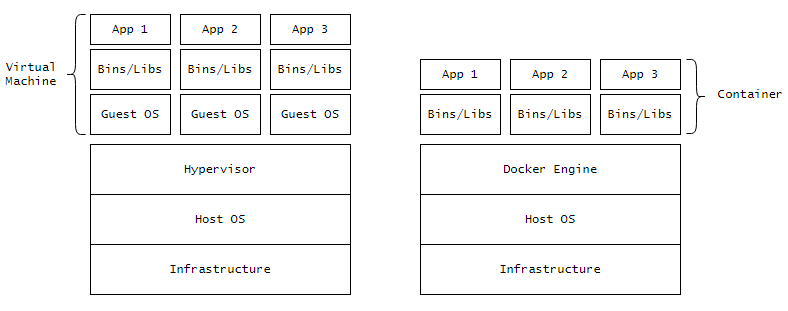 App 1 App 2 App 3
Virtual
Machine
Bins/Libs Bins/Libs Bins/Libs
Guest OS Guest OS Guest OS
Hypervisor
Host OS
Infrastructure
App 1 App 2 App 3
Container
Bins/Libs Bins/Libs Bins/Libs
Docker Engine
Host OS
Infrastructure